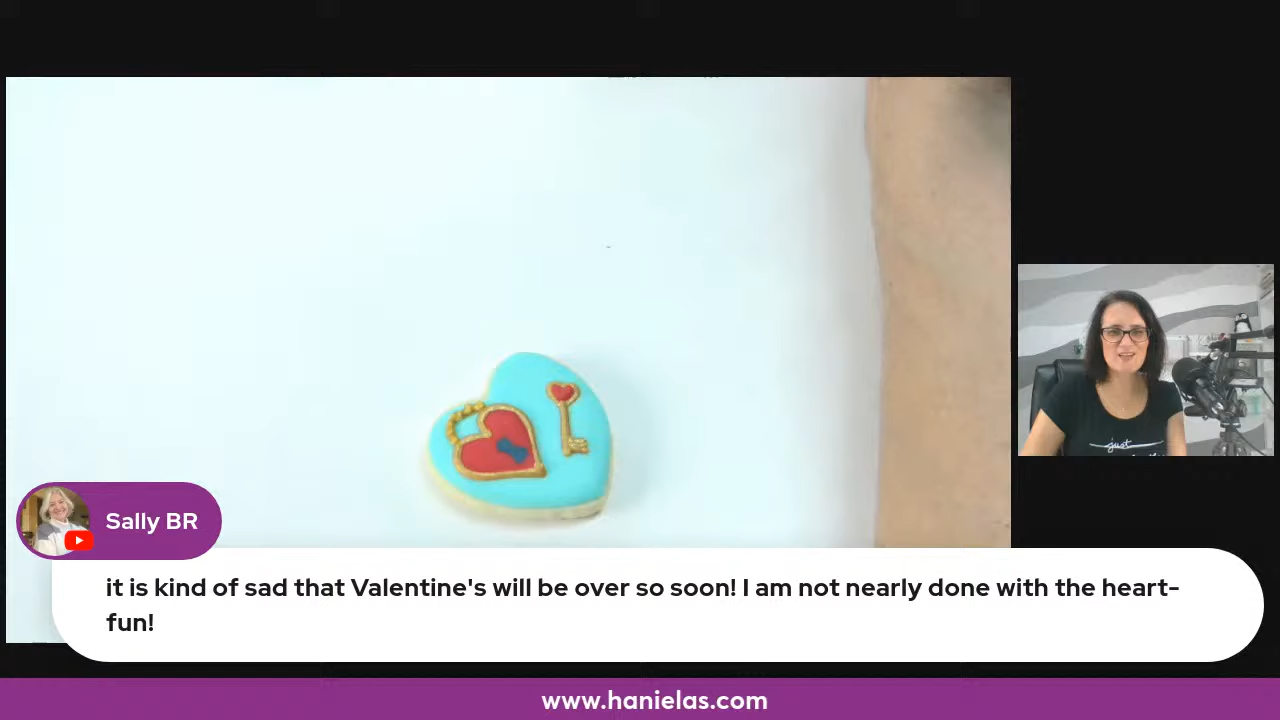 just
Sally BR
it is kind of sad that Valentine's will be over so soon! I am not nearly done with the heart-
fun!
www.hanielas.com